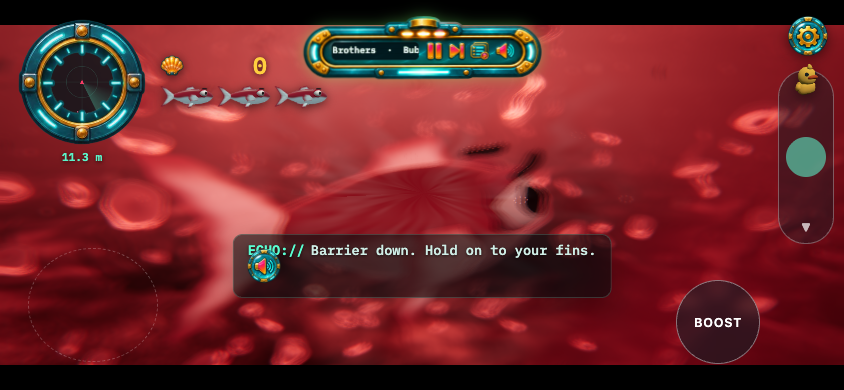 Brothers · Bub
0
11.3 m
ECHO:// Barrier down. Hold on to your fins.
BOOST